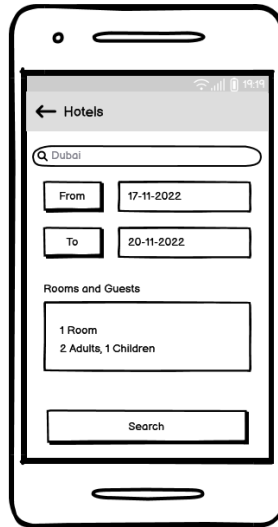 19:19
Hotels
Dubai
From
17-11-2022
To
20-11-2022
Rooms and Guests
1 Room
2 Adults, 1 Children
Search